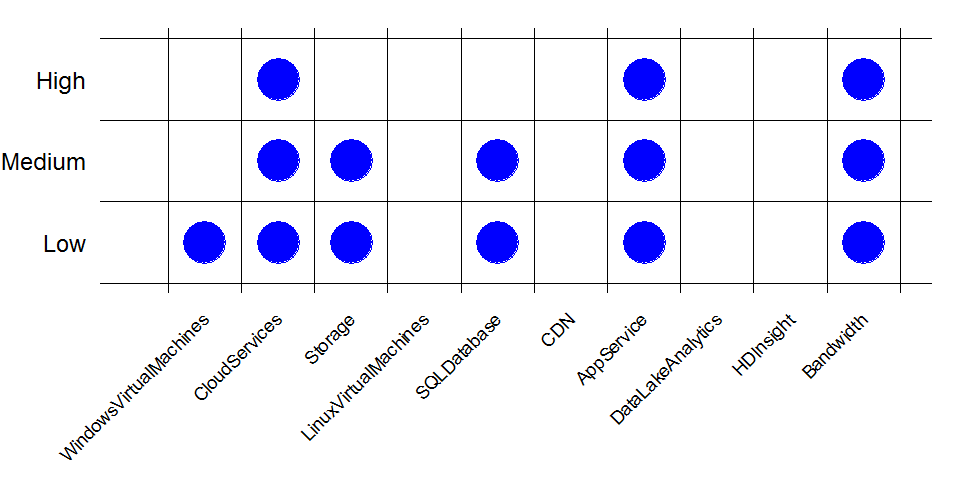 High
Medium
Low
WindowsVirtualMachines
CloudServices
Storage
LinuxVirtualMachines
SQLDatabase
CDN
AppService
DataLakeAnalytics
HDInsight
Bandwidth